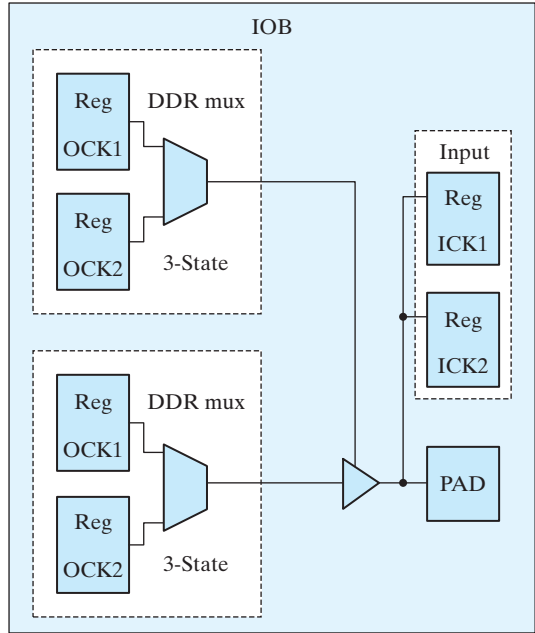 IOB
Reg
OCK1
DDR mux
Reg
OCK2
3-State
Input
Reg
ICK1
Reg
ICK2
Reg
OCK1
DDR mux
Reg
OCK2
3-State
PAD